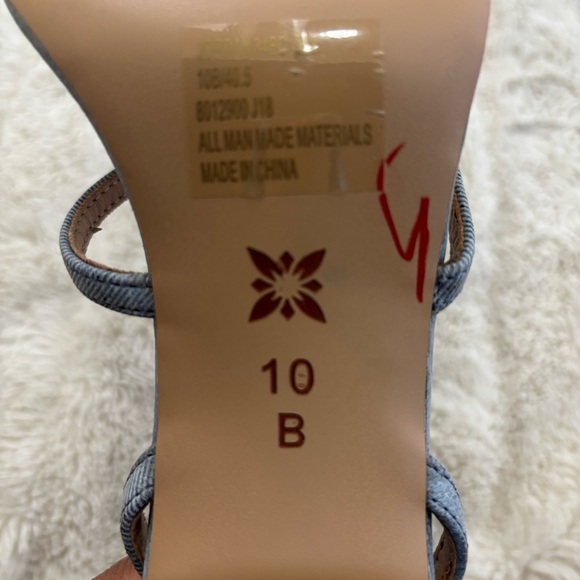 10B/40.5
8012900 J18
ALL MAN MADE MATERIALS
MADE IN CHINA
10
B